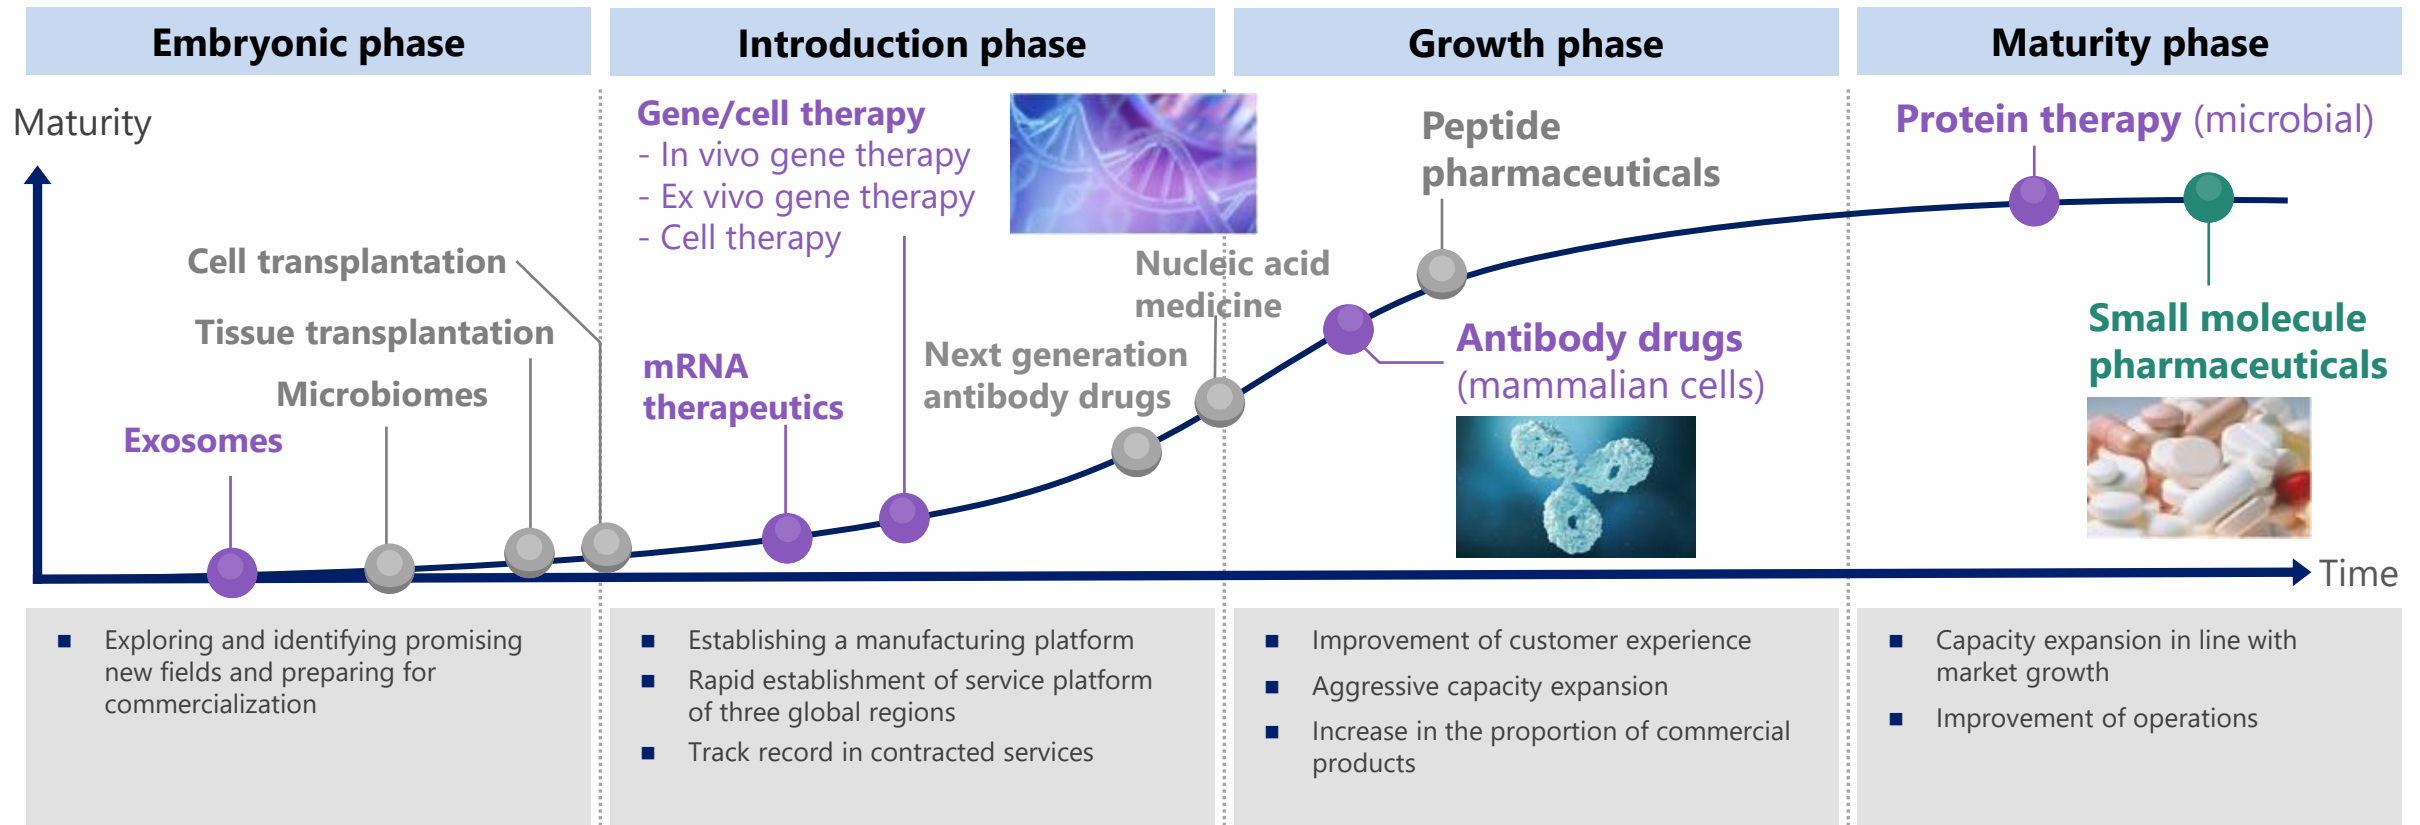 Embryonic phase
Introduction phase
Growth phase
Maturity phase
Maturity
Gene/cell therapy
- In vivo gene therapy
- Ex vivo gene therapy
- Cell therapy
Peptide
pharmaceuticals
Protein therapy (microbial)
Cell transplantation
Nucleic acid
medicine
Tissue transplantation
mRNA
therapeutics
Next generation
antibody drugs
Antibody drugs
(mammalian cells)
Small molecule
pharmaceuticals
Microbiomes
Exosomes
Time
■ Exploring and identifying promising
new fields and preparing for
commercialization
■ Establishing a manufacturing platform
■ Rapid establishment of service platform
of three global regions
■ Track record in contracted services
■ Improvement of customer experience
■ Aggressive capacity expansion
■ Increase in the proportion of commercial
products
■ Capacity expansion in line with
market growth
■ Improvement of operations